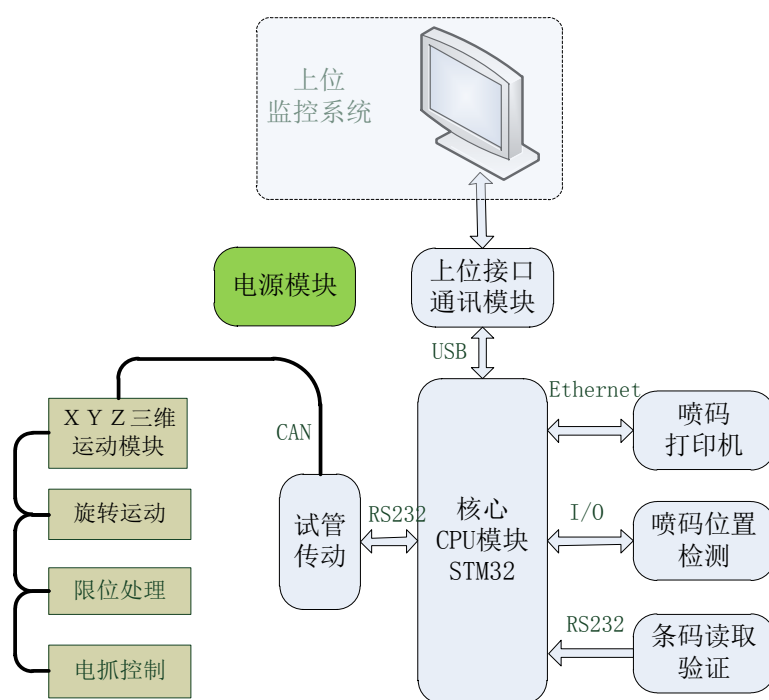 上位
监控系统
电源模块
上位接口
通讯模块
USB
Ethernet
ＸＹＺ三维
运动模块
CAN
喷码
打印机
旋转运动
试管
传动
RS232
核心
CPU模块
STM32
I/O
喷码位置
检测
限位处理
RS232
条码读取
验证
电抓控制